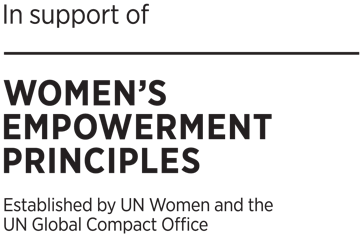 In support of
WOMEN’S
EMPOWERMENT
PRINCIPLES
Established by UN Women and the
UN Global Compact Office